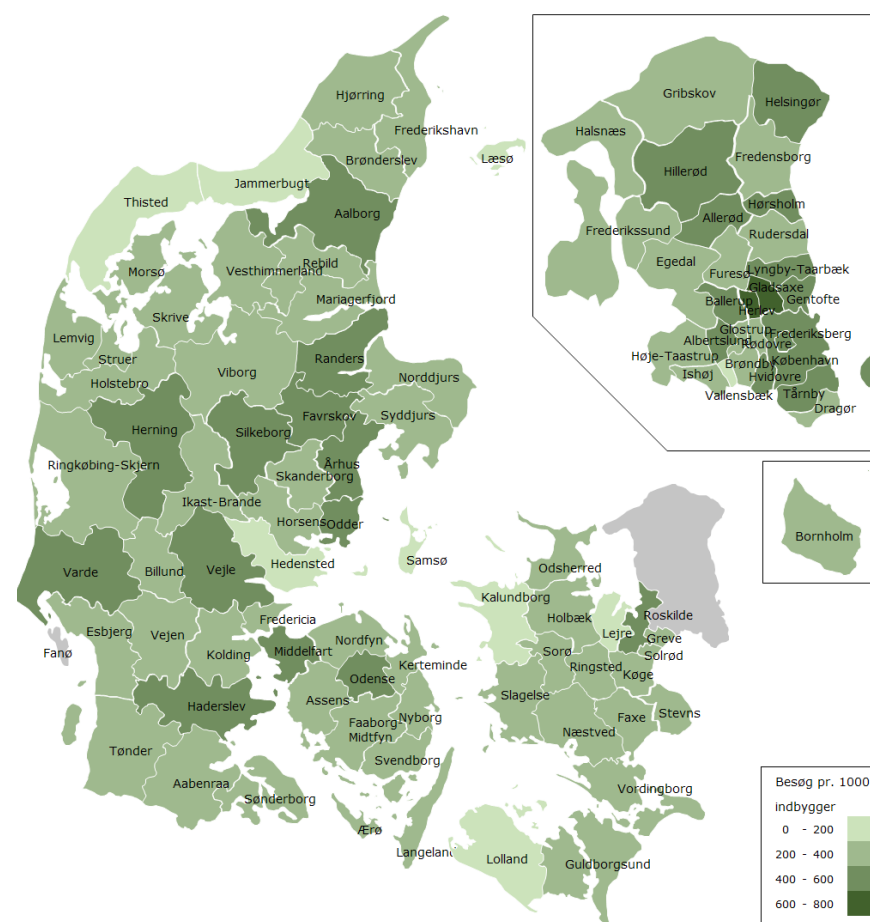 Hjørring
Frederikshavn
Brønderslev
Læsø
Jammerbugt
Thisted
Aalborg
Rebild
Vesthimmerland
Morsø
Mariagerfjord
Skrive
Lemvig
Struer
Randers
Viborg
Norddjurs
Holstebro
Favrskov
Syddjurs
Herning
Silkeborg
Århus
Ringkøbing-Skjern
Skanderborg
Ikast-Brande
Horsens
Odder
Hedensted
Samsø
Varde
Billund
Vejle
Fredericia
Esbjerg
Vejen
Nordfyn
Fanø
Kolding
Middelfart
Kerteminde
Odense
Haderslev
Assens
Nyborg
Faaborg-
Midtfyn
Tønder
Svendborg
Aabenraa
Sønderborg
Ærø
Langeland
Odsherred
Kalundborg
Holbæk
Roskilde
Lejre
Greve
Sorø
Solrød
Ringsted
Køge
Slagelse
Stevns
Faxe
Næstved
Vordingborg
Lolland
Guldborgsund
Gribskov
Helsingør
Halsnæs
Fredensborg
Hillerød
Hørsholm
Allerød
Frederikssund
Rudersdal
Egedal
Furesø
Lyngby-Taarbæk
Gladsaxe
Ballerup
Gentofte
Herlev
Glostrup
Frederiksberg
Albertslund
Rødovre
Høje-Taastrup
København
Brøndby
Ishøj
Hvidovre
Vallensbæk
Tårnby
Dragør
Bornholm
Besøg pr. 1000
indbygger
0 - 200
200 - 400
400 - 600
600 - 800